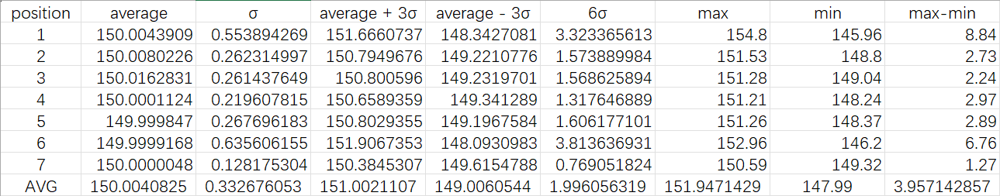 position average σ average + 3σ average - 3σ 6σ max min max-min
1 150.0043909 0.553894269 151.6660737 148.3427081 3.323365613 154.8 145.96 8.84
2 150.0080226 0.262314997 150.7949676 149.2210776 1.573889984 151.53 148.8 2.73
3 150.0162831 0.261437649 150.800596 149.2319701 1.568625894 151.28 149.04 2.24
4 150.0001124 0.219607815 150.6589359 149.341289 1.317646889 151.21 148.24 2.97
5 149.999847 0.267696183 150.8029355 149.1967584 1.606177101 151.26 148.37 2.89
6 149.9999168 0.635606155 151.9067353 148.0930983 3.813636931 152.96 146.2 6.76
7 150.0000048 0.128175304 150.3845307 149.6154788 0.769051824 150.59 149.32 1.27
AVG 150.0040825 0.332676053 151.0021107 149.0060544 1.996056319 151.9471429 147.99 3.957142857